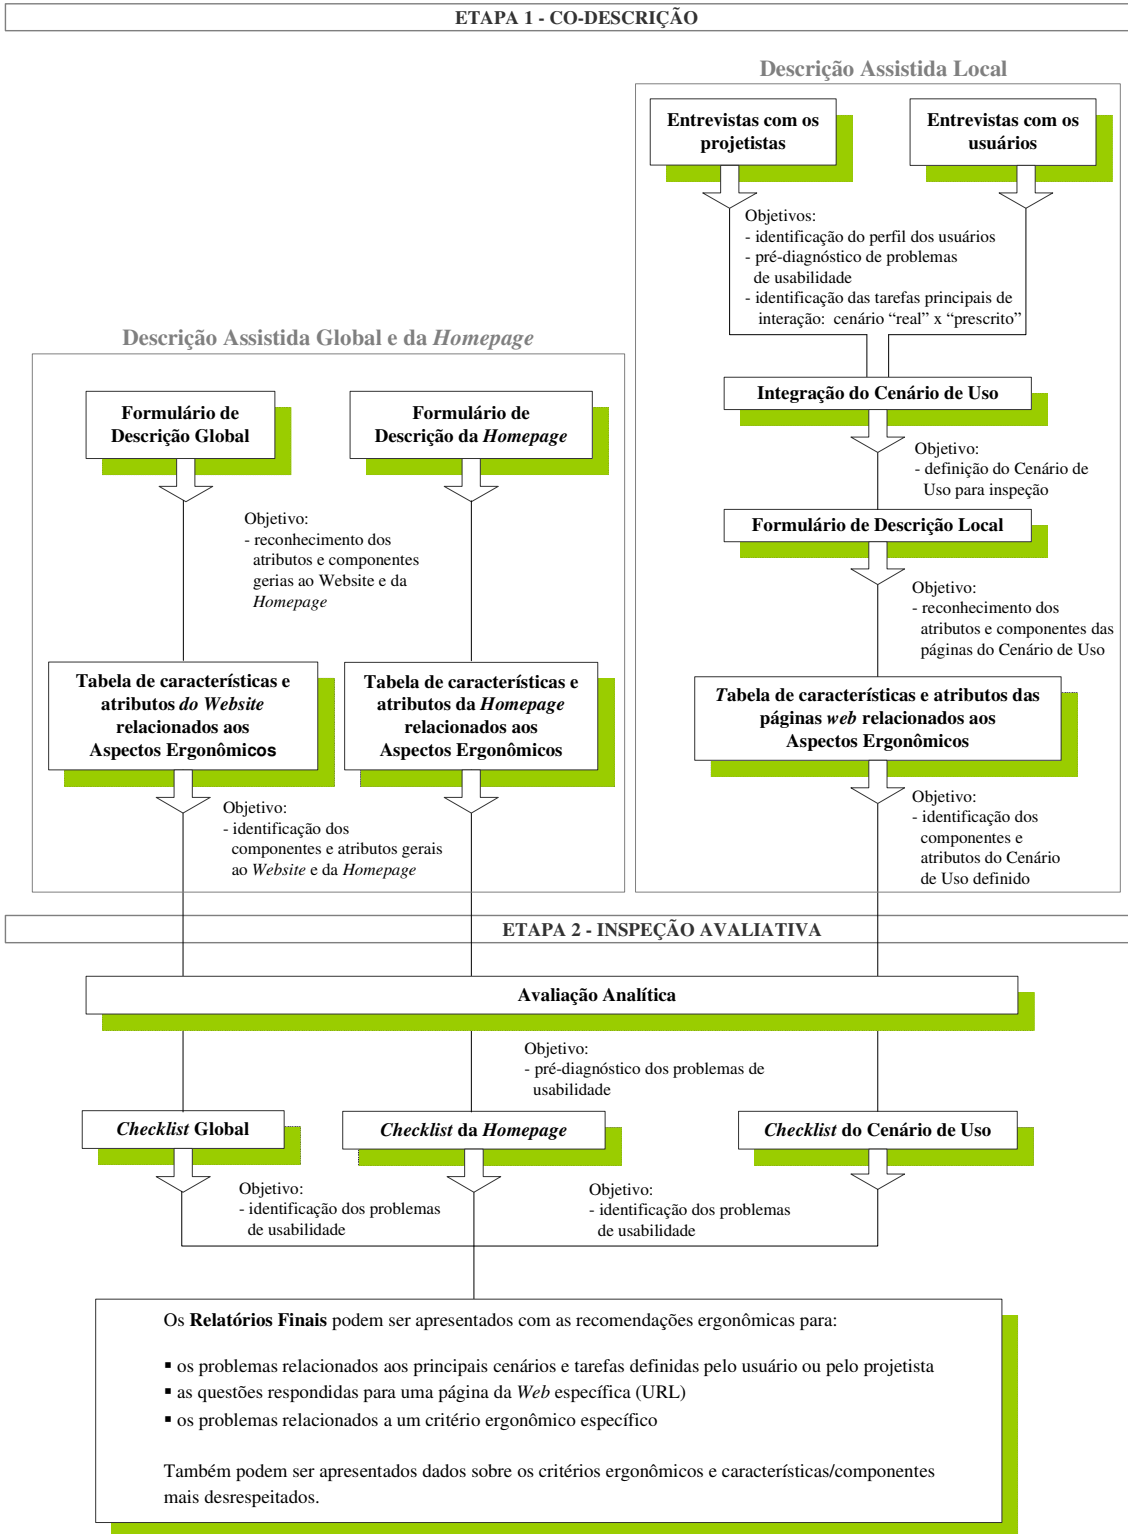 ETAPA 1 - CO-DESCRIÇÃO
Descrição Assistida Local
Entrevistas com os
projetistas
Entrevistas com os
usuários
Objetivos:
- identificação do perfil dos usuários
- pré-diagnóstico de problemas
de usabilidade
- identificação das tarefas principais de
interação: cenário “real” x “prescrito”
Integração do Cenário de Uso
Objetivo:
- definição do Cenário de
Uso para inspeção
Formulário de Descrição Local
Objetivo:
- reconhecimento dos
atributos e componentes das
páginas do Cenário de Uso
Tabela de características e atributos das
páginas web relacionados aos
Aspectos Ergonômicos
Objetivo:
- identificação dos
componentes e
atributos do Cenário
de Uso definido
Descrição Assistida Global e da Homepage
Formulário de
Descrição Global
Formulário de
Descrição da Homepage
Objetivo:
- reconhecimento dos
atributos e componentes
gerias ao Website e da
Homepage
Tabela de características e
atributos do Website
relacionados aos
Aspectos Ergonômicos
Tabela de características e
atributos da Homepage
relacionados aos
Aspectos Ergonômicos
Objetivo:
- identificação dos
componentes e atributos gerais
ao Website e da Homepage
ETAPA 2 - INSPEÇÃO AVALIATIVA
Avaliação Analítica
Objetivo:
- pré-diagnóstico dos problemas de
usabilidade
Checklist Global
Checklist da Homepage
Checklist do Cenário de Uso
Objetivo:
- identificação dos problemas
de usabilidade
Objetivo:
- identificação dos problemas
de usabilidade
Os Relatórios Finais podem ser apresentados com as recomendações ergonômicas para:
▪ os problemas relacionados aos principais cenários e tarefas definidas pelo usuário ou pelo projetista
▪ as questões respondidas para uma página da Web específica (URL)
▪ os problemas relacionados a um critério ergonômico específico
Também podem ser apresentados dados sobre os critérios ergonômicos e características/componentes
mais desrespeitados.